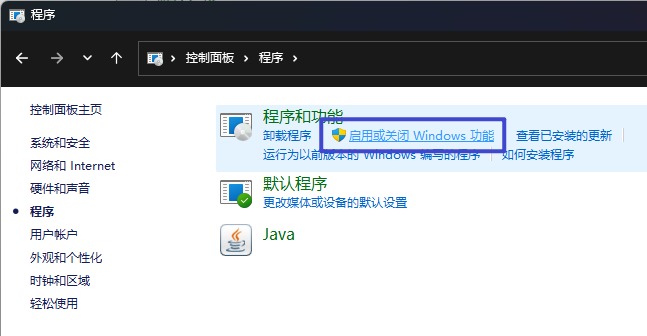 程序
控制面板 程序
控制面板主页
系统和安全
网络和 Internet
硬件和声音
程序
用户帐户
外观和个性化
时钟和区域
轻松使用
程序和功能
卸载程序 启用或关闭 Windows 功能 查看已安装的更新
运行为以前版本的 Windows 编写的程序 如何安装程序
默认程序
更改媒体或设备的默认设置
Java